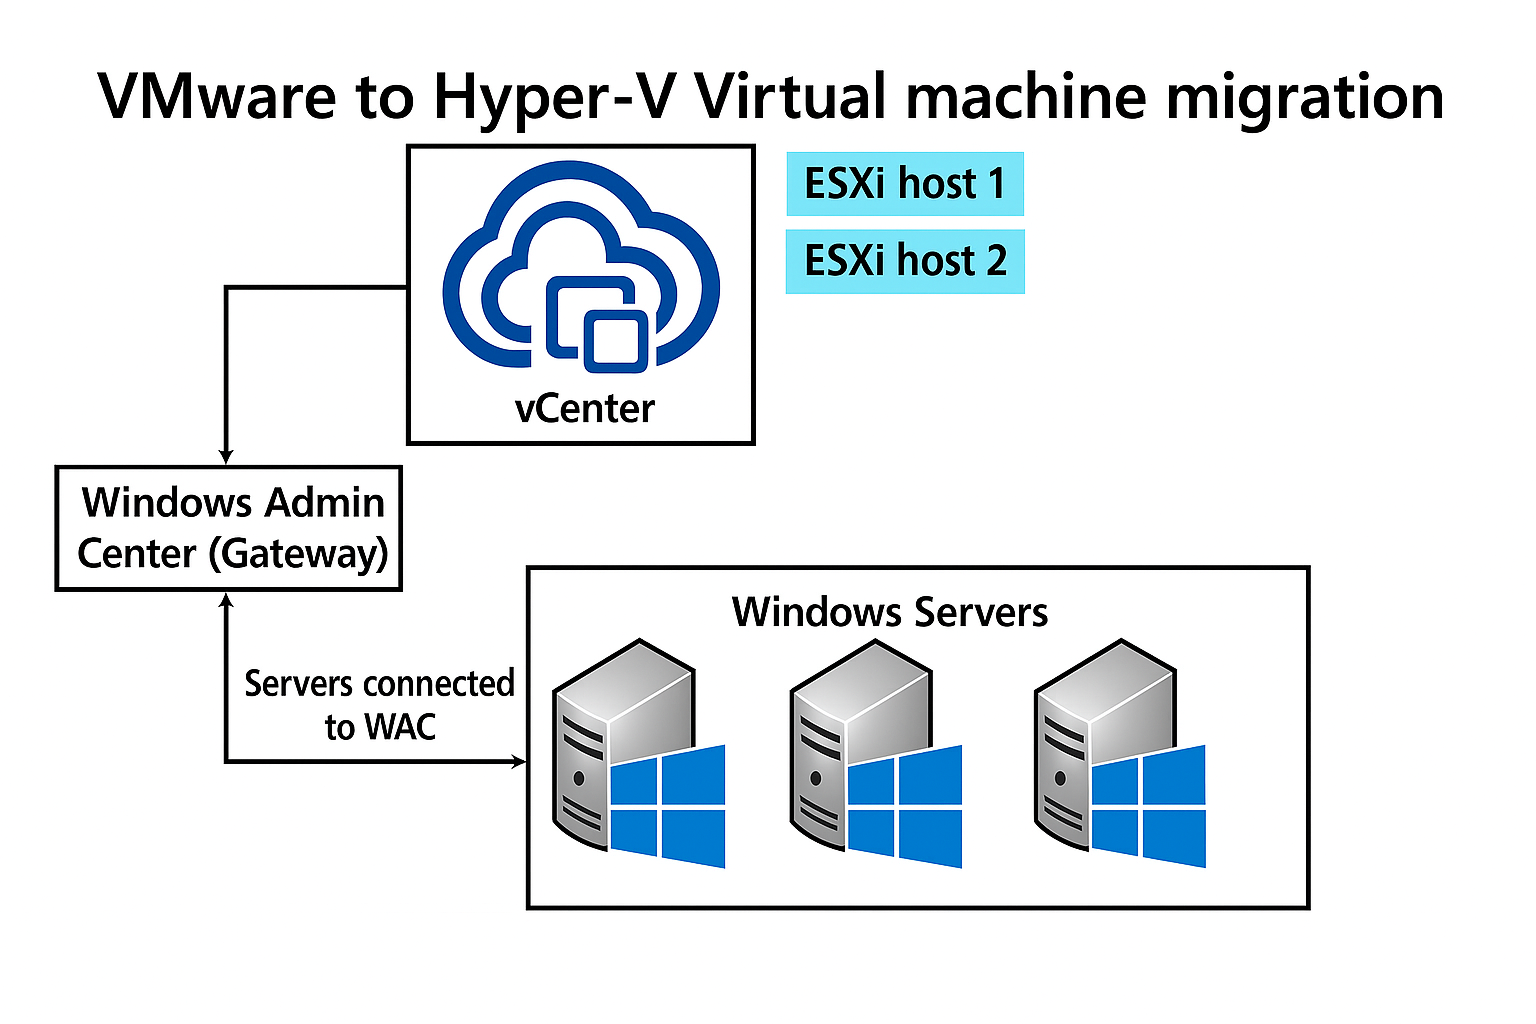 VMware to Hyper-V Virtual machine migration
ESXi host 1
ESXi host 2
vCenter
Windows Admin
Center (Gateway)
Windows Servers
Servers connected
to WAC